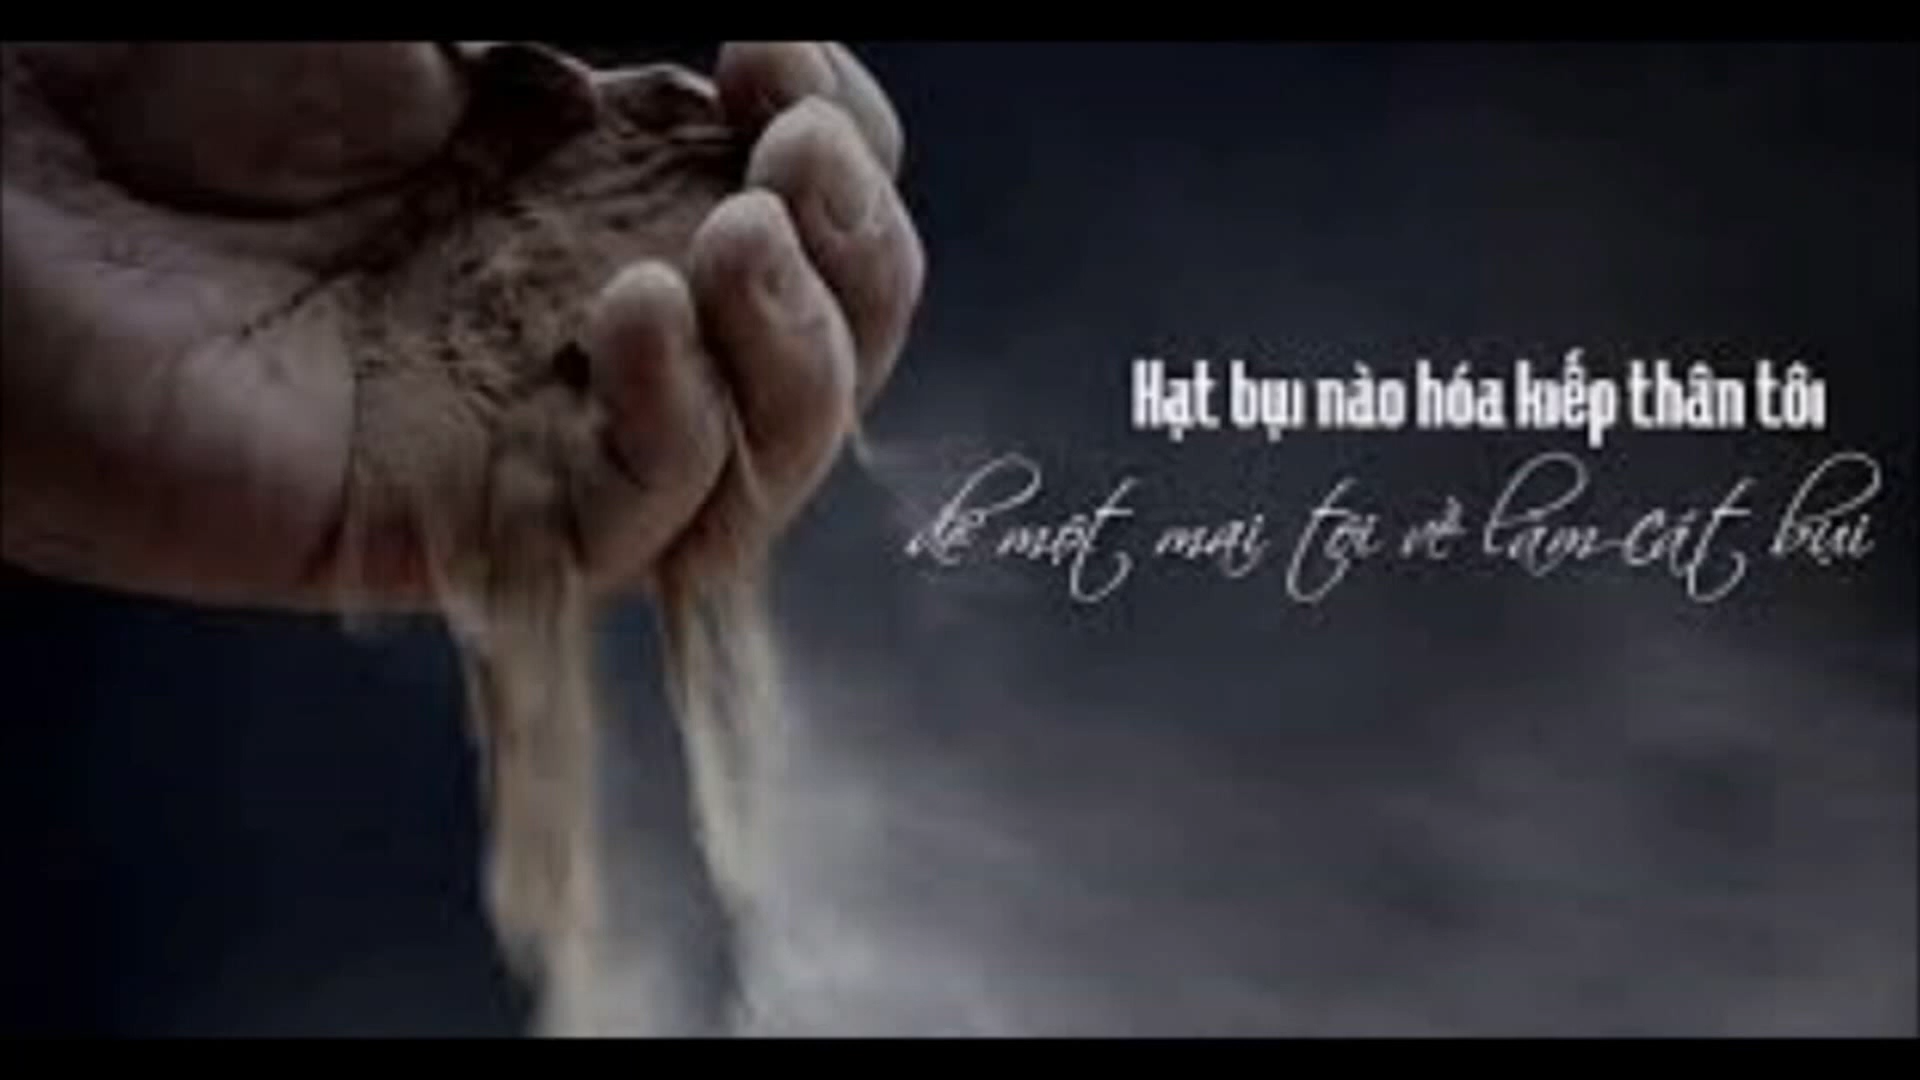 Hạt bụi nào hóa kiếp thân tôi
để một mai tôi về làm cát bụi